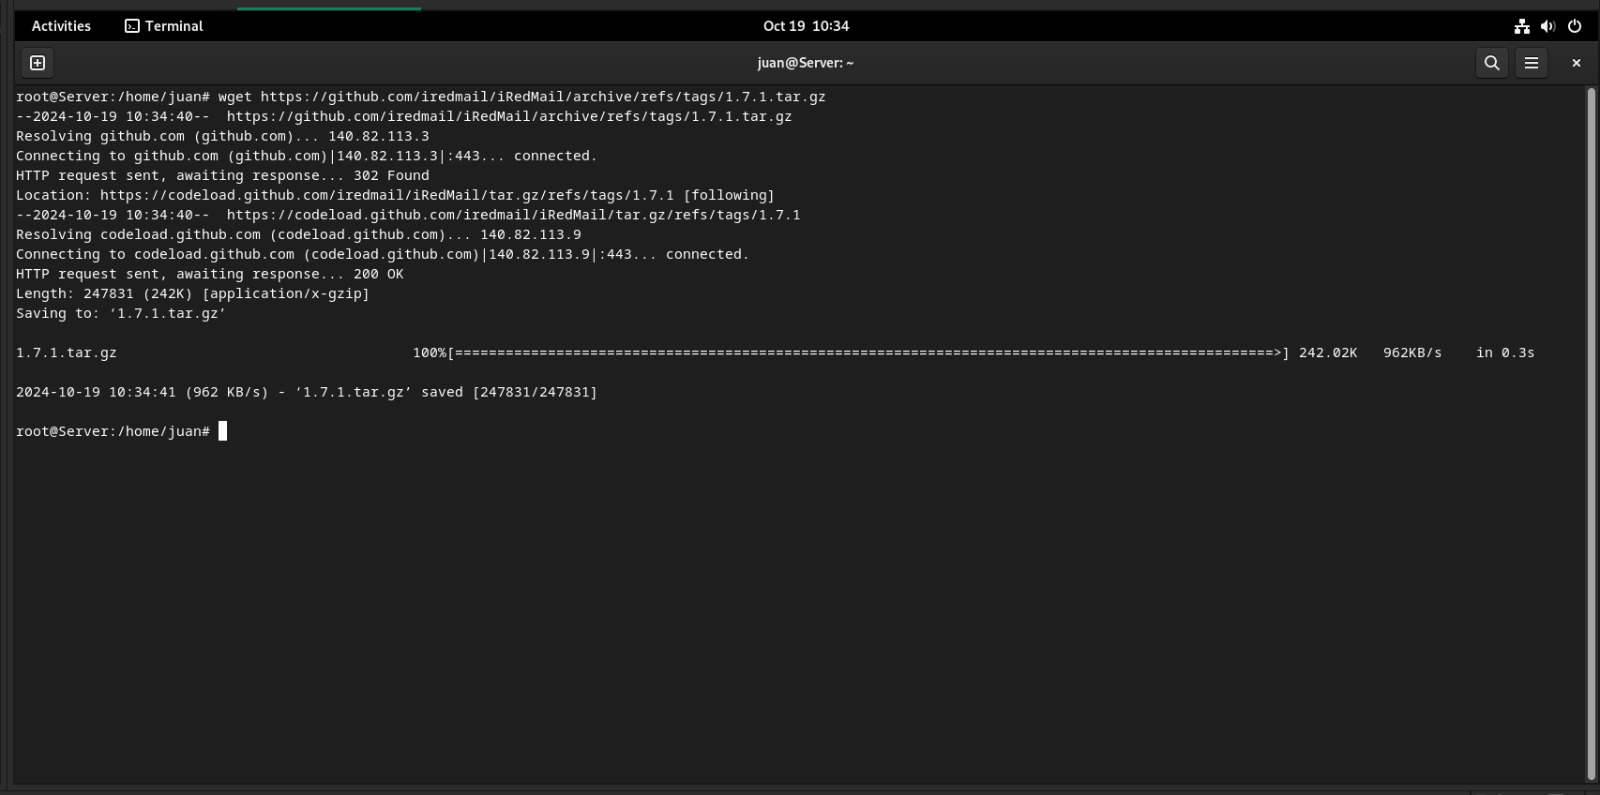 Activities Terminal Oct 19 10:34
juan@Server: ~
root@Server:/home/juan# wget https://github.com/iredmail/iRedMail/archive/refs/tags/1.7.1.tar.gz
--2024-10-19 10:34:40--  https://github.com/iredmail/iRedMail/archive/refs/tags/1.7.1.tar.gz
Resolving github.com (github.com)... 140.82.113.3
Connecting to github.com (github.com)|140.82.113.3|:443... connected.
HTTP request sent, awaiting response... 302 Found
Location: https://codeload.github.com/iredmail/iRedMail/tar.gz/refs/tags/1.7.1 [following]
--2024-10-19 10:34:40--  https://codeload.github.com/iredmail/iRedMail/tar.gz/refs/tags/1.7.1
Resolving codeload.github.com (codeload.github.com)... 140.82.113.9
Connecting to codeload.github.com (codeload.github.com)|140.82.113.9|:443... connected.
HTTP request sent, awaiting response... 200 OK
Length: 247831 (242K) [application/x-gzip]
Saving to: ‘1.7.1.tar.gz’
1.7.1.tar.gz 100%[=================================================================================================>] 242.02K 962KB/s in 0.3s
2024-10-19 10:34:41 (962 KB/s) - ‘1.7.1.tar.gz’ saved [247831/247831]
root@Server:/home/juan#